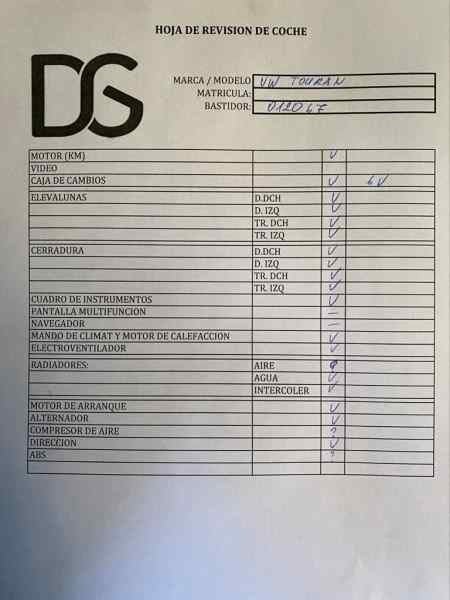 HOJA DE REVISION DE COCHE
DG
MARCA / MODELO VW TOURAN
MATRICULA:
BASTIDOR: 012067
MOTOR (KM) V
VIDEO
CAJA DE CAMBIOS V 6V
ELEVALUNAS D.DCH V
D. IZQ V
TR. DCH V
TR. IZQ V
CERRADURA D.DCH V
D. IZQ V
TR. DCH V
TR. IZQ V
CUADRO DE INSTRUMENTOS V
PANTALLA MULTIFUNCION —
NAVEGADOR —
MANDO DE CLIMAT Y MOTOR DE CALEFACCION V
ELECTROVENTILADOR V
RADIADORES: AIRE ?
AGUA V
INTERCOLER V
MOTOR DE ARRANQUE V
ALTERNADOR V
COMPRESOR DE AIRE ?
DIRECCION V
ABS ?